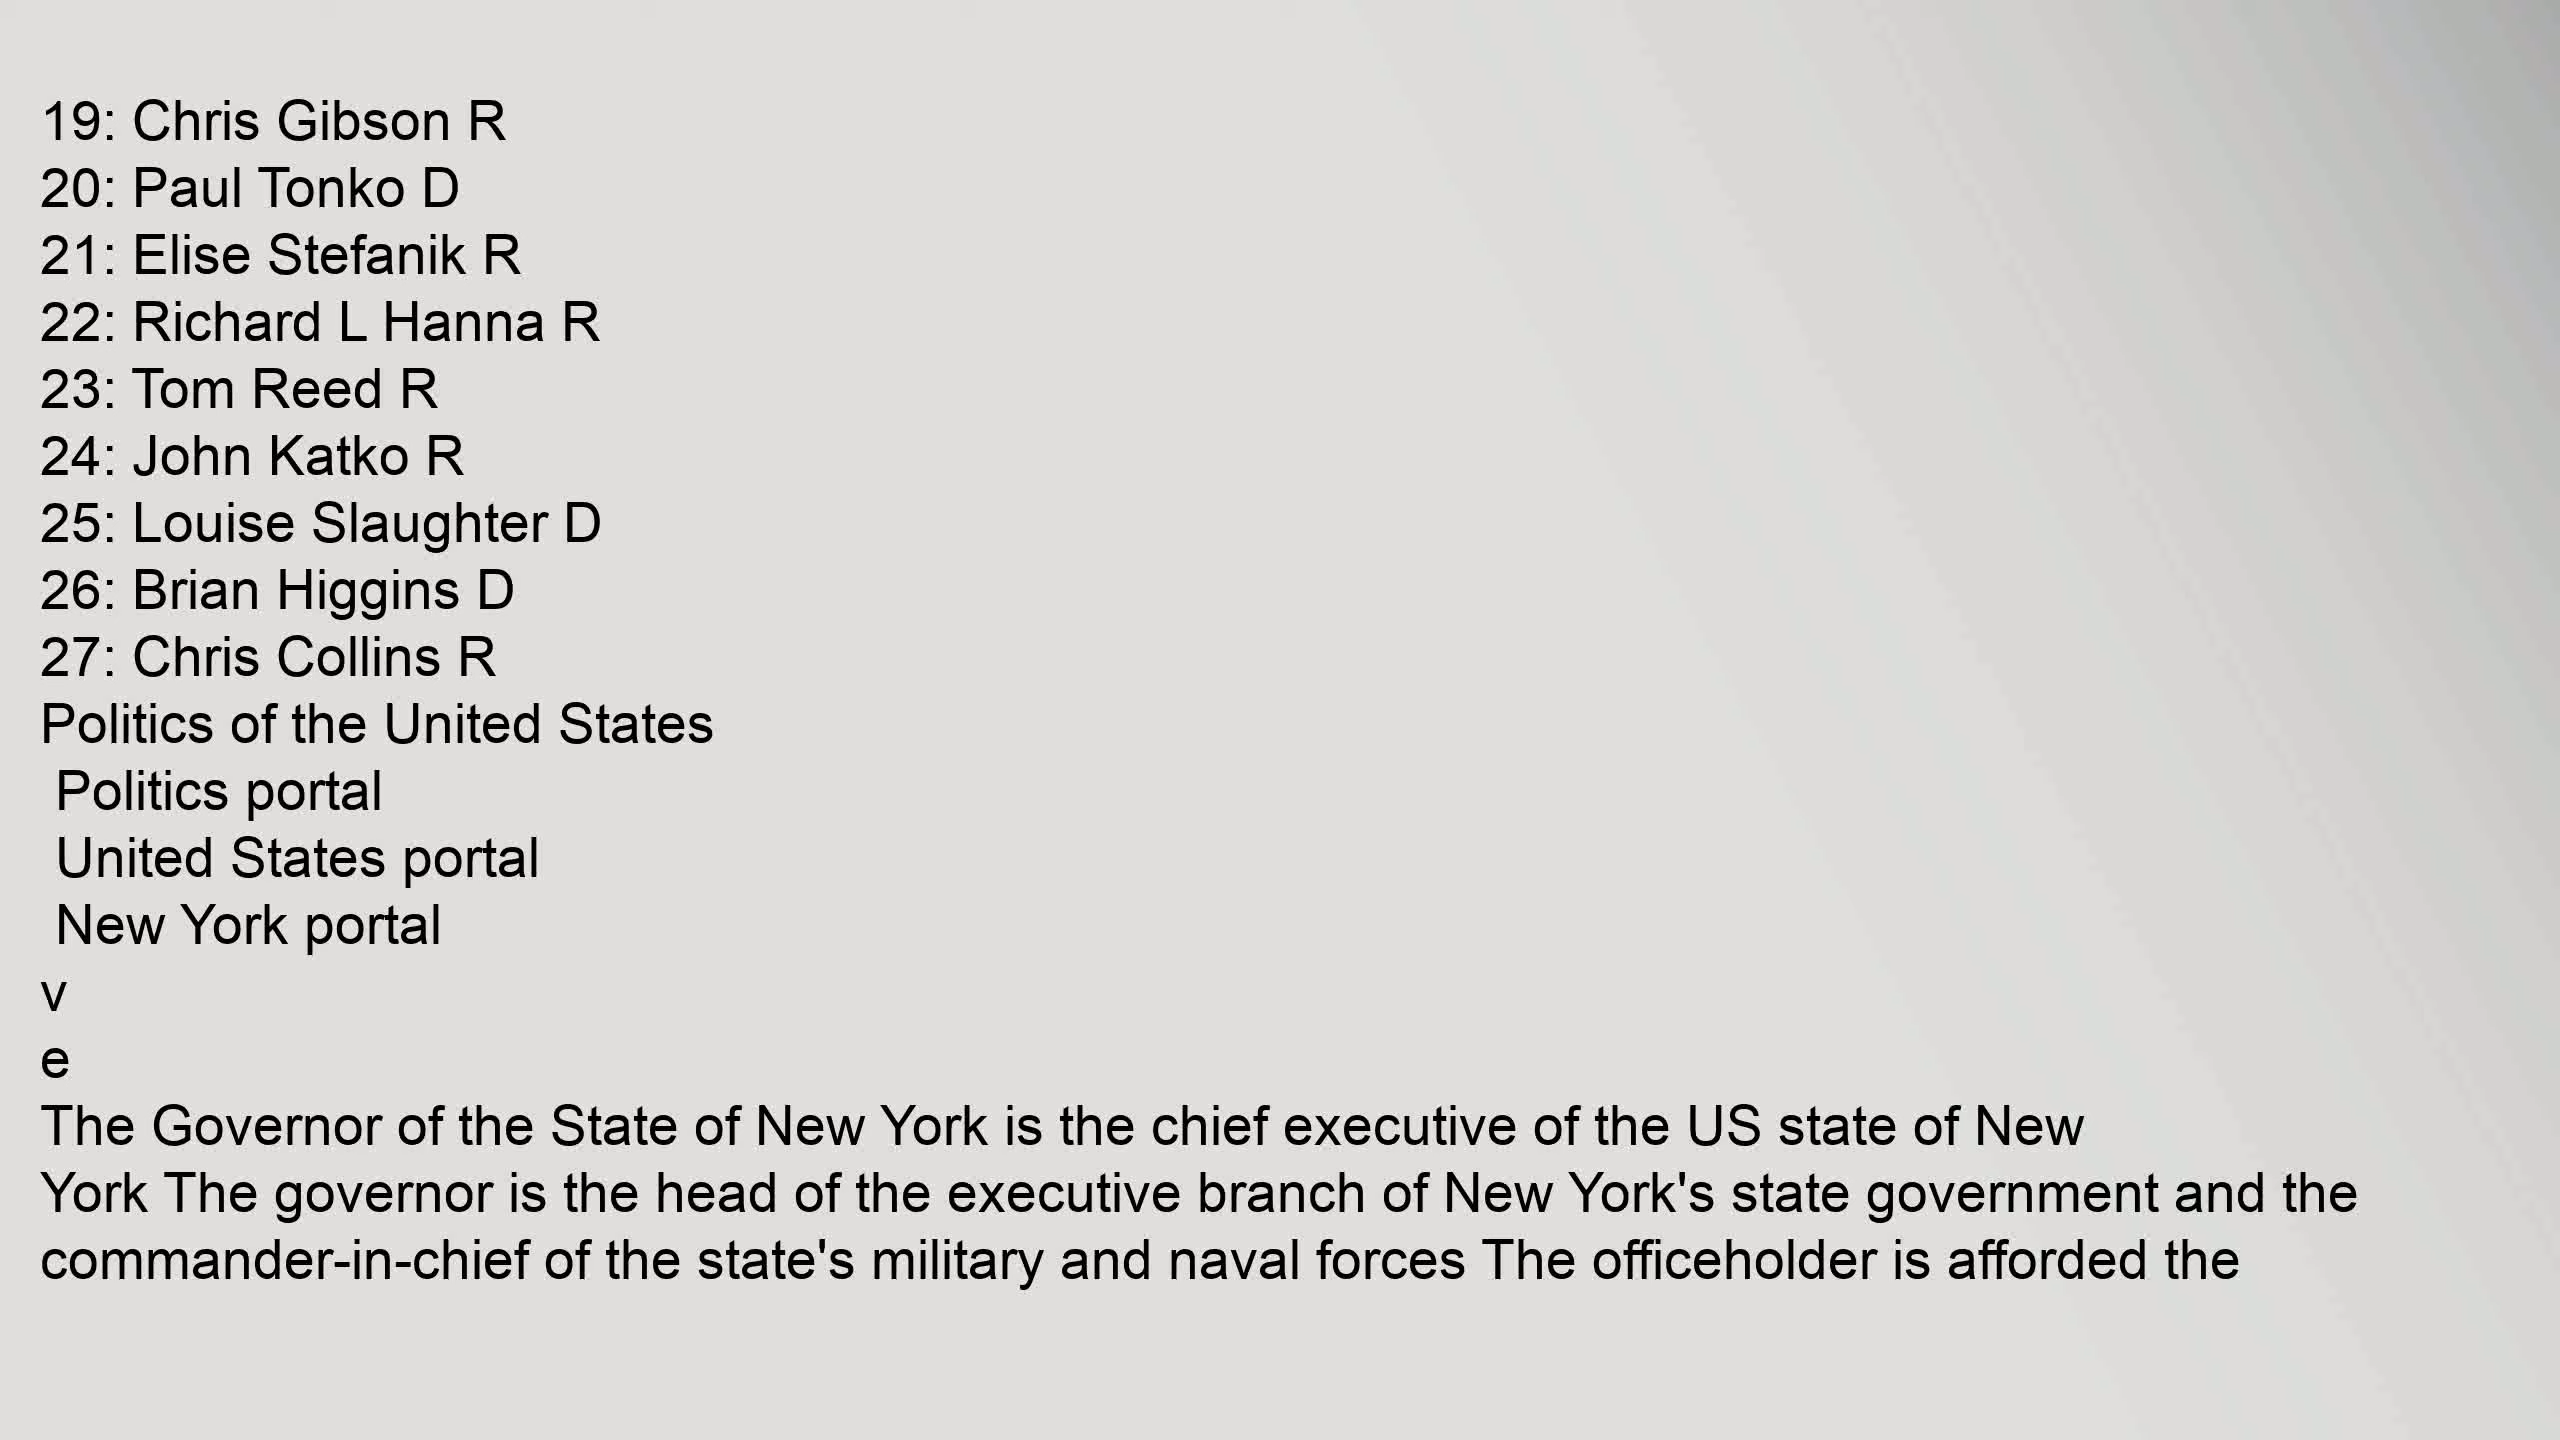 19: Chris Gibson R
20: Paul Tonko D
21: Elise Stefanik R
22: Richard L Hanna R
23: Tom Reed R
24: John Katko R
25: Louise Slaughter D
26: Brian Higgins D
27: Chris Collins R
Politics of the United States
Politics portal
United States portal
New York portal
v
e
The Governor of the State of New York is the chief executive of the US state of New
York The governor is the head of the executive branch of New York's state government and the
commander-in-chief of the state's military and naval forces The officeholder is afforded the